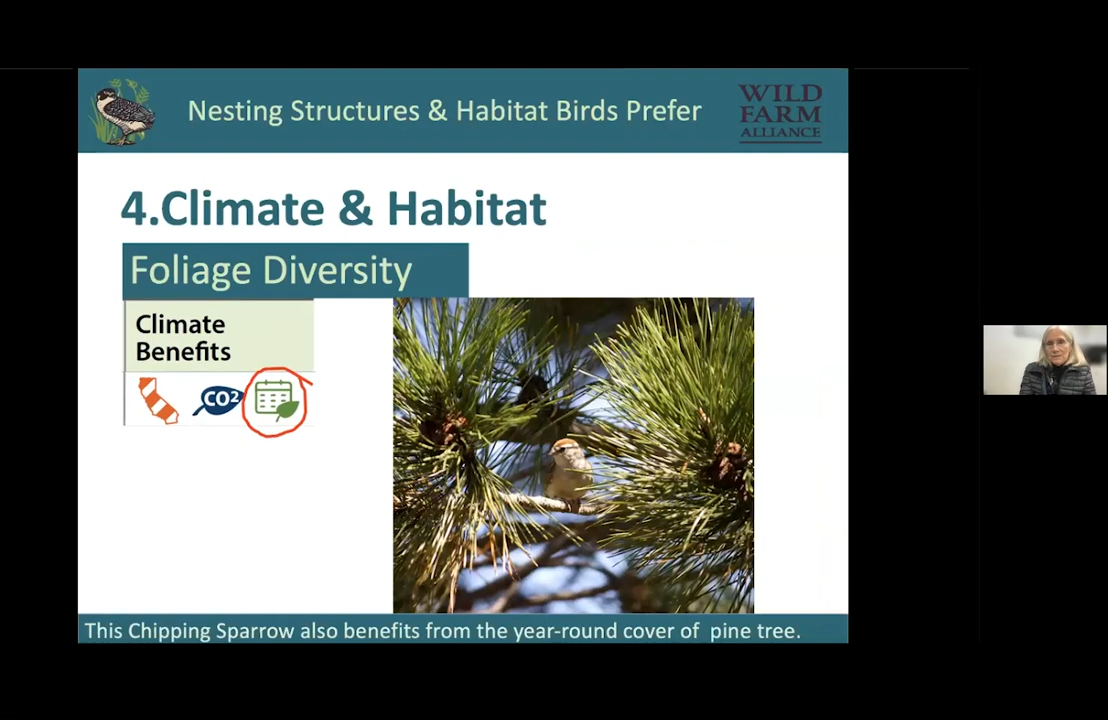 Nesting Structures & Habitat Birds Prefer
WILD
FARM
ALLIANCE
4.Climate & Habitat
Foliage Diversity
Climate
Benefits
CO2
This Chipping Sparrow also benefits from the year-round cover of pine tree.